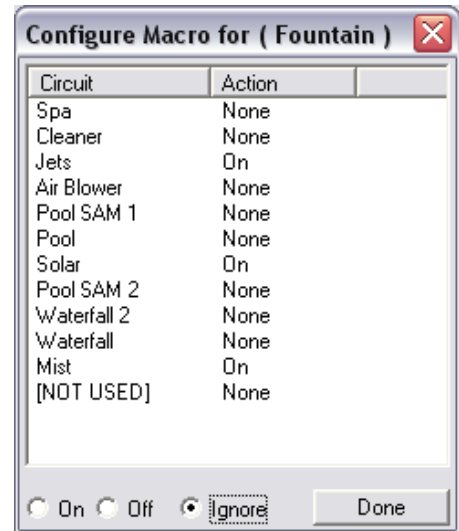 Configure Macro for ( Fountain )
Circuit Action
Spa None
Cleaner None
Jets On
Air Blower None
Pool SAM 1 None
Pool None
Solar On
Pool SAM 2 None
Waterfall 2 None
Waterfall None
Mist On
[NOT USED] None
On Off Ignore Done